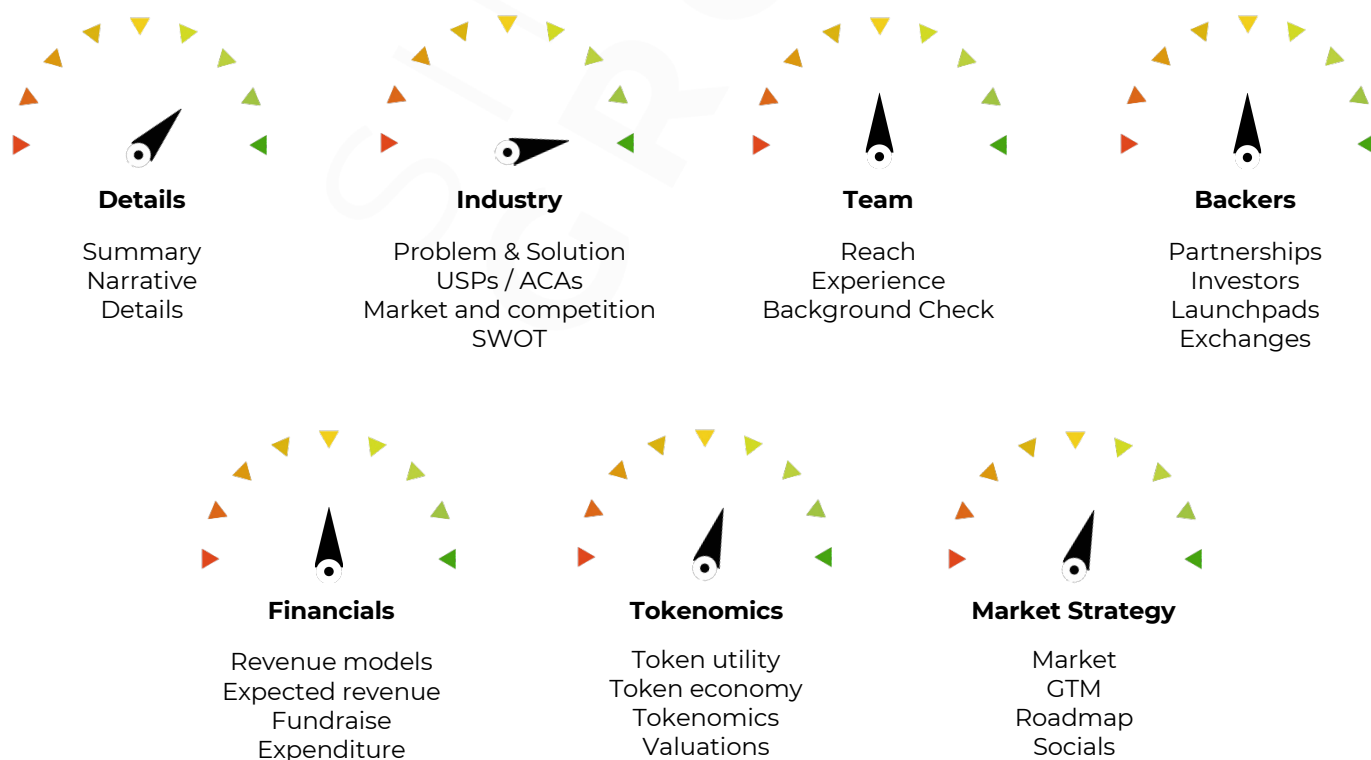 Details
Summary
Narrative
Details
Industry
Problem & Solution
USPs / ACAs
Market and competition
SWOT
Team
Reach
Experience
Background Check
Backers
Partnerships
Investors
Launchpads
Exchanges
Financials
Revenue models
Expected revenue
Fundraise
Expenditure
Tokenomics
Token utility
Token economy
Tokenomics
Valuations
Market Strategy
Market
GTM
Roadmap
Socials